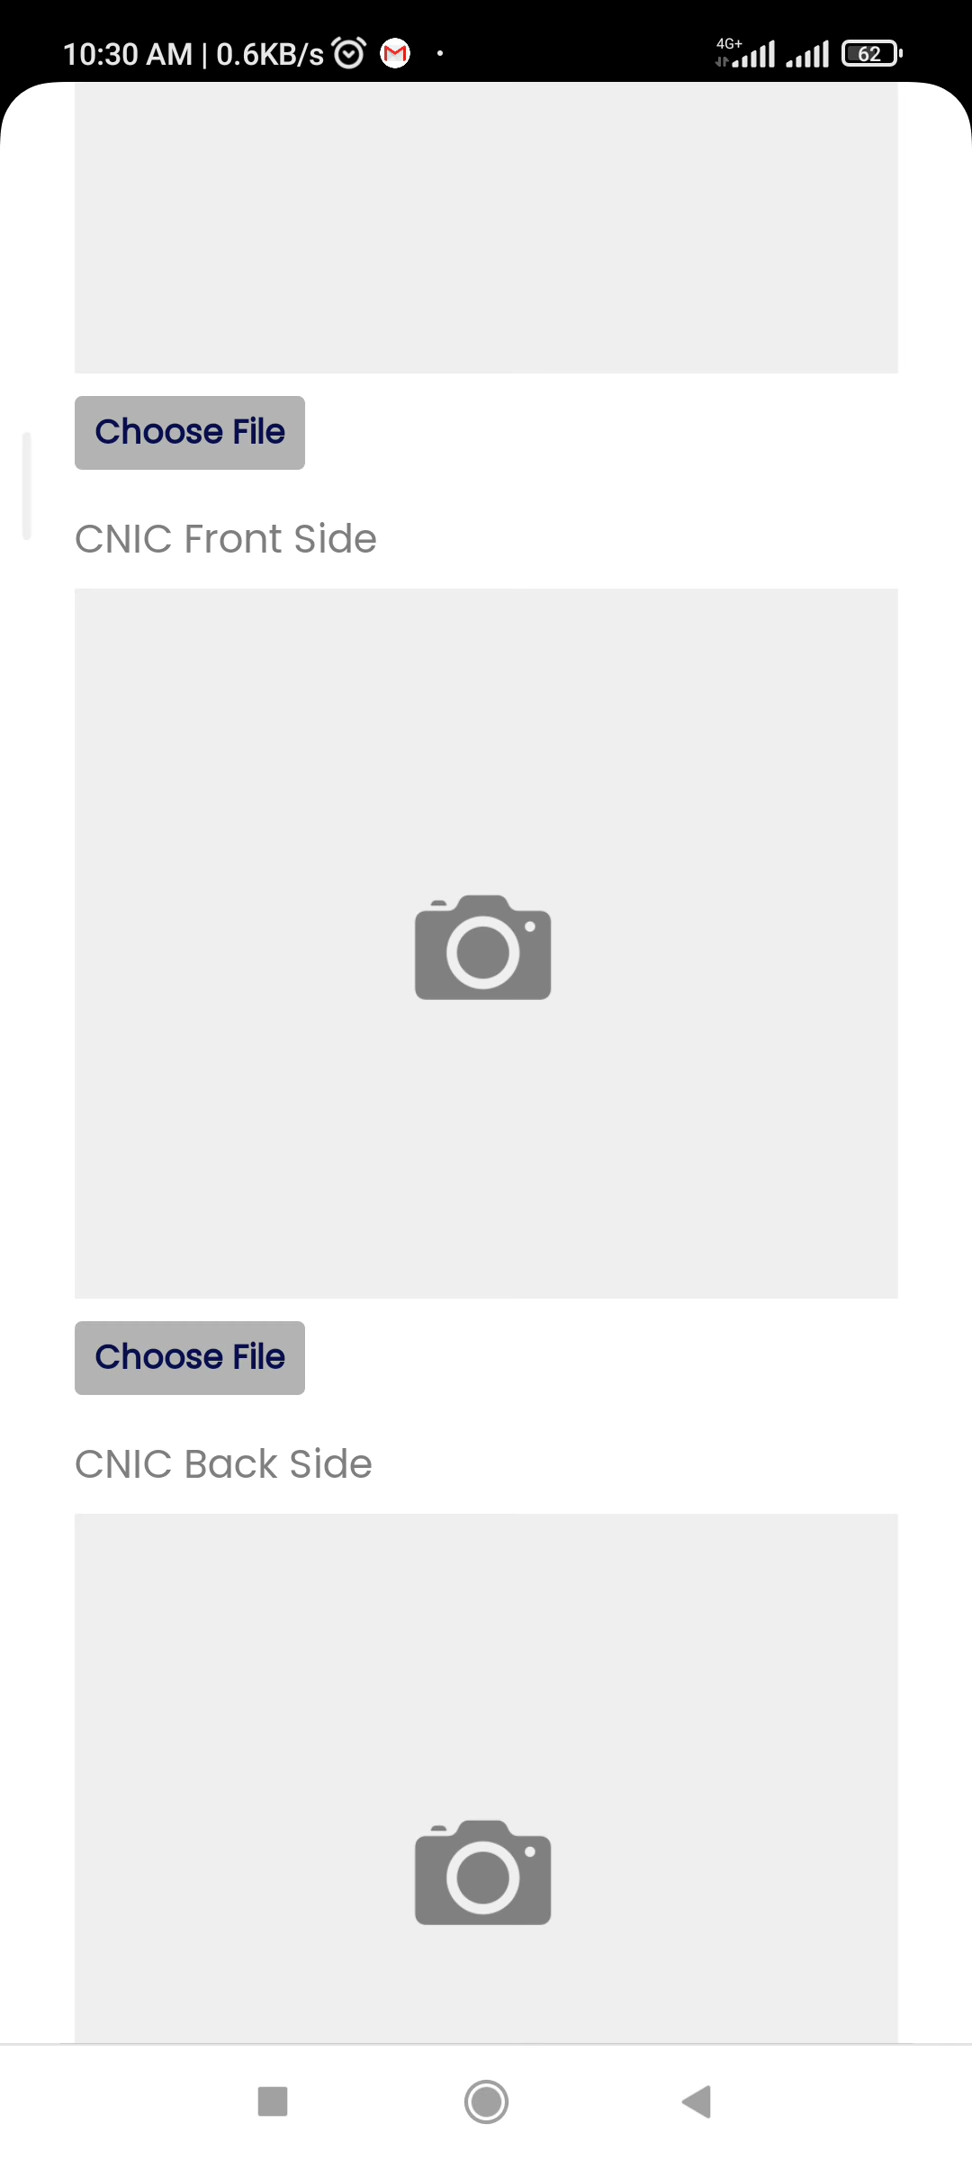 10:30 AM | 0.6KB/s
4G+
62
Choose File
CNIC Front Side
Choose File
CNIC Back Side